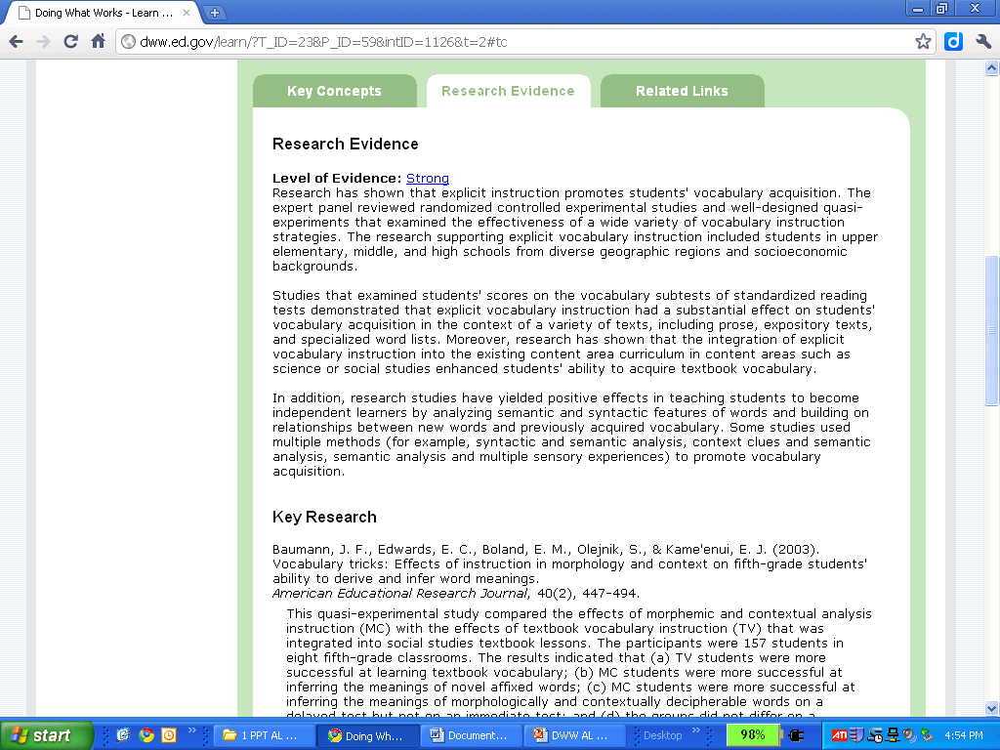 Doing What Works - Learn ...
dww.ed.gov/learn/?T_ID=23&P_ID=59&intID=1126&t=2#tc
Key Concepts
Research Evidence
Related Links
Research Evidence
Level of Evidence: Strong
Research has shown that explicit instruction promotes students' vocabulary acquisition. The
expert panel reviewed randomized controlled experimental studies and well-designed quasi-
experiments that examined the effectiveness of a wide variety of vocabulary instruction
strategies. The research supporting explicit vocabulary instruction included students in upper
elementary, middle, and high schools from diverse geographic regions and socioeconomic
backgrounds.
Studies that examined students' scores on the vocabulary subtests of standardized reading
tests demonstrated that explicit vocabulary instruction had a substantial effect on students'
vocabulary acquisition in the context of a variety of texts, including prose, expository texts,
and specialized word lists. Moreover, research has shown that the integration of explicit
vocabulary instruction into the existing content area curriculum in content areas such as
science or social studies enhanced students' ability to acquire textbook vocabulary.
In addition, research studies have yielded positive effects in teaching students to become
independent learners by analyzing semantic and syntactic features of words and building on
relationships between new words and previously acquired vocabulary. Some studies used
multiple methods (for example, syntactic and semantic analysis, context clues and semantic
analysis, semantic analysis and multiple sensory experiences) to promote vocabulary
acquisition.
Key Research
Baumann, J. F., Edwards, E. C., Boland, E. M., Olejnik, S., & Kame'enui, E. J. (2003).
Vocabulary tricks: Effects of instruction in morphology and context on fifth-grade students'
ability to derive and infer word meanings.
American Educational Research Journal, 40(2), 447-494.
This quasi-experimental study compared the effects of morphemic and contextual analysis
instruction (MC) with the effects of textbook vocabulary instruction (TV) that was
integrated into social studies textbook lessons. The participants were 157 students in
eight fifth-grade classrooms. The results indicated that (a) TV students were more
successful at learning textbook vocabulary; (b) MC students were more successful at
inferring the meanings of novel affixed words; (c) MC students were more successful at
inferring the meanings of morphologically and contextually decipherable words on a
delayed test but not on an immediate test; and (d) the groups did not differ on a
start
1 PPT AL ...
Doing Wh...
Document...
DWW AL ...
Desktop
98%
ATI
4:54 PM